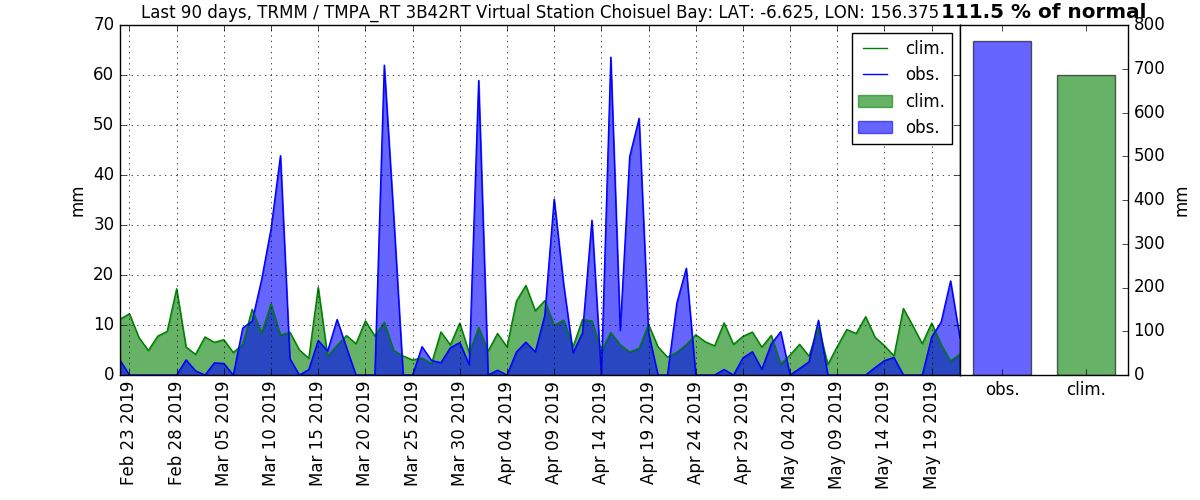 Last 90 days, TRMM / TMPA_RT 3B42RT Virtual Station Choisuel Bay: LAT: -6.625, LON: 156.375 111.5 % of normal
70
60
50
40
30
20
10
0
mm
clim.
obs.
clim.
obs.
800
700
600
500
400
300
200
100
0
mm
obs. clim.
Feb 23 2019
Feb 28 2019
Mar 05 2019
Mar 10 2019
Mar 15 2019
Mar 20 2019
Mar 25 2019
Mar 30 2019
Apr 04 2019
Apr 09 2019
Apr 14 2019
Apr 19 2019
Apr 24 2019
Apr 29 2019
May 04 2019
May 09 2019
May 14 2019
May 19 2019